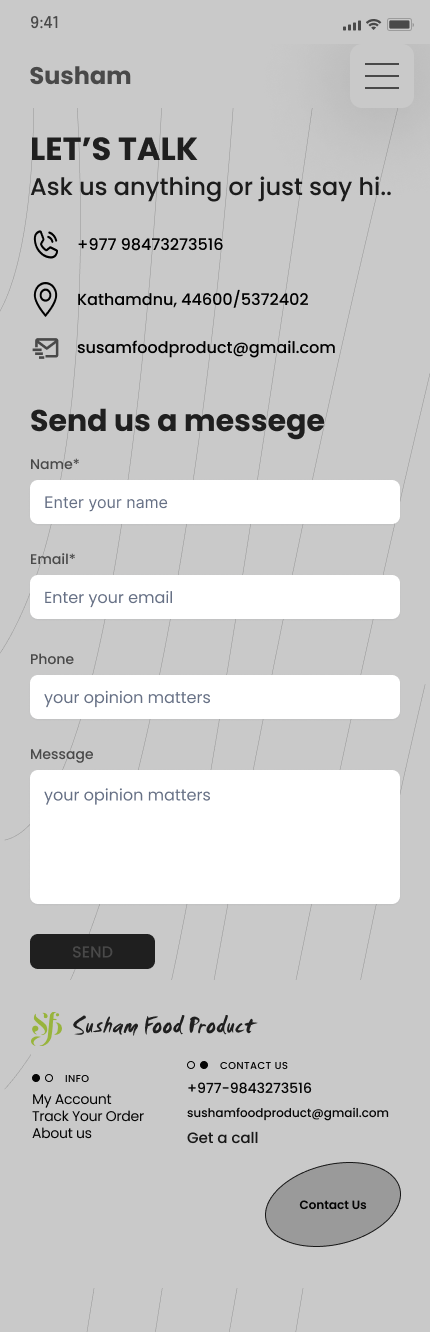 9:41
Susham
LET’S TALK
Ask us anything or just say hi..
+977 98473273516
Kathamdnu, 44600/5372402
susamfoodproduct@gmail.com
Send us a messege
Name*
Enter your name
Email*
Enter your email
Phone
your opinion matters
Message
your opinion matters
SEND
Susham Food Product
INFO
My Account
Track Your Order
About us
CONTACT US
+977-9843273516
sushamfoodproduct@gmail.com
Get a call
Contact Us